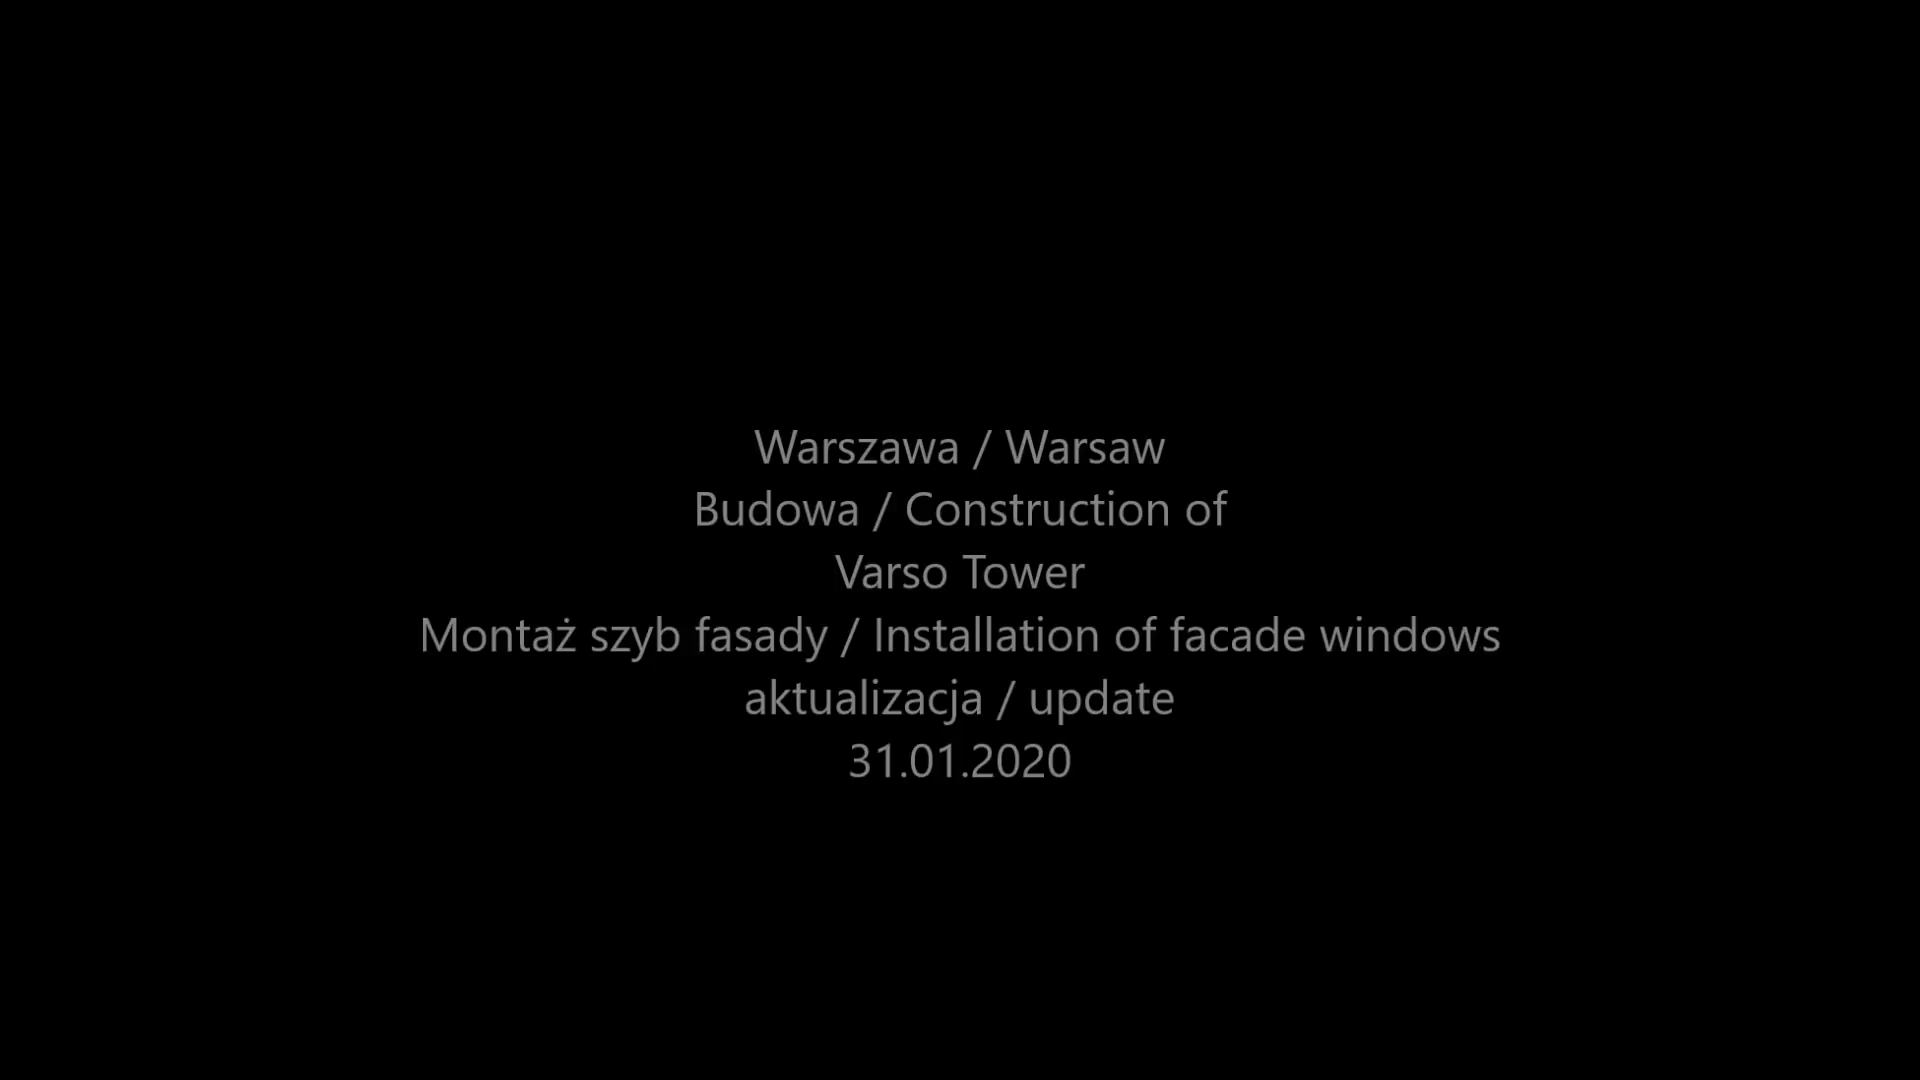 Warszawa / Warsaw
Budowa / Construction of
Varso Tower
Montaż szyb fasady / Installation of facade windows
aktualizacja / update
31.01.2020